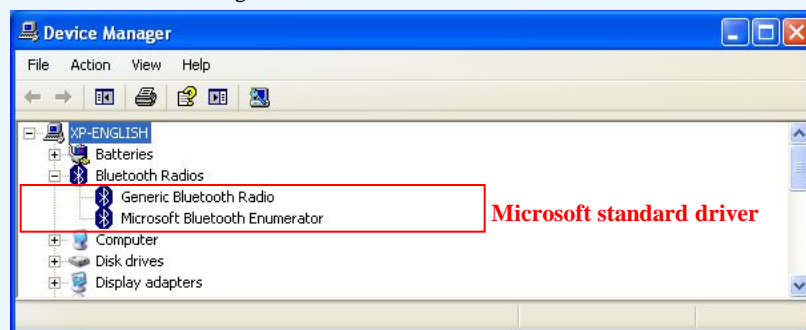 Device Manager
File Action View Help
XP-ENGLISH
Batteries
Bluetooth Radios
Generic Bluetooth Radio
Microsoft Bluetooth Enumerator
Microsoft standard driver
Computer
Disk drives
Display adapters